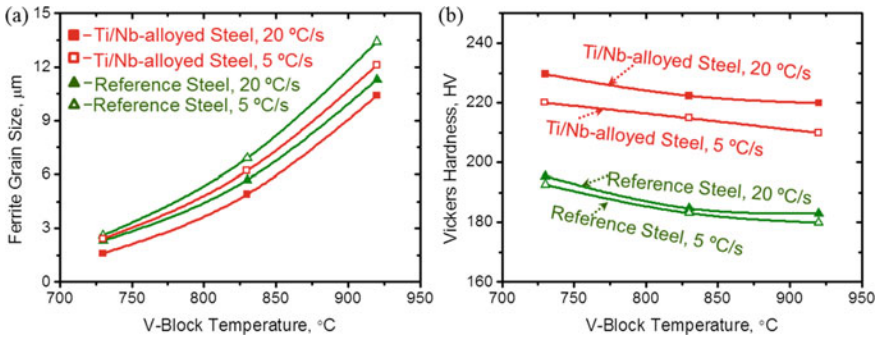 (a)
Ti/Nb-alloyed Steel, 20 ºC/s
Ti/Nb-alloyed Steel, 5 ºC/s
Reference Steel, 20 ºC/s
Reference Steel, 5 ºC/s
Ferrite Grain Size, μm
15
12
9
6
3
0
700 750 800 850 900 950
V-Block Temperature, °C
(b)
Ti/Nb-alloyed Steel, 20 ºC/s
Ti/Nb-alloyed Steel, 5 ºC/s
Reference Steel, 20 ºC/s
Reference Steel, 5 ºC/s
Vickers Hardness, HV
240
220
200
180
160
700 750 800 850 900 950
V-Block Temperature, °C